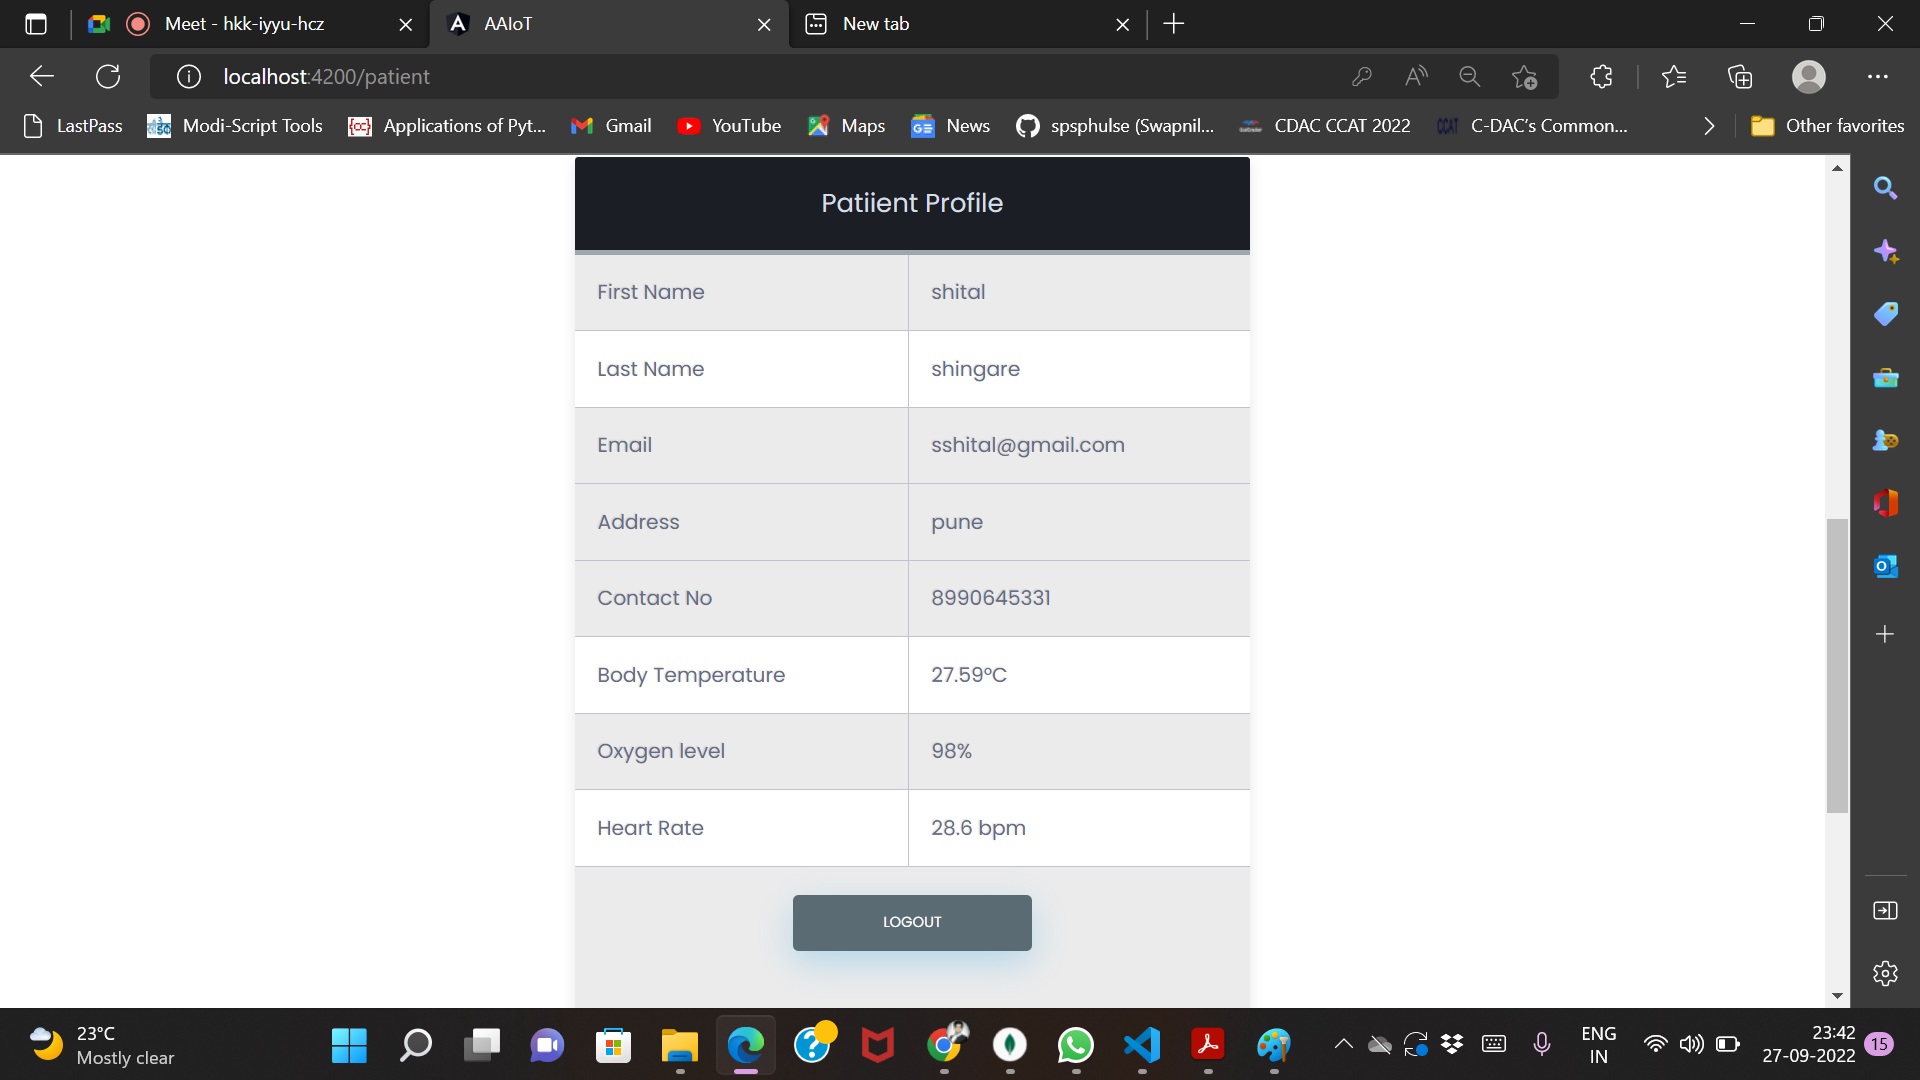 Meet - hkk-iyyu-hcz
AAIoT
New tab
localhost:4200/patient
LastPass
Modi-Script Tools
Applications of Pyt...
Gmail
YouTube
Maps
News
spsphulse (Swapnil...
CDAC CCAT 2022
C-DAC's Common...
Other favorites
Patiient Profile
First Name shital
Last Name shingare
Email sshital@gmail.com
Address pune
Contact No 8990645331
Body Temperature 27.59°C
Oxygen level 98%
Heart Rate 28.6 bpm
LOGOUT
23°C
Mostly clear
ENG
IN
23:42
27-09-2022
15